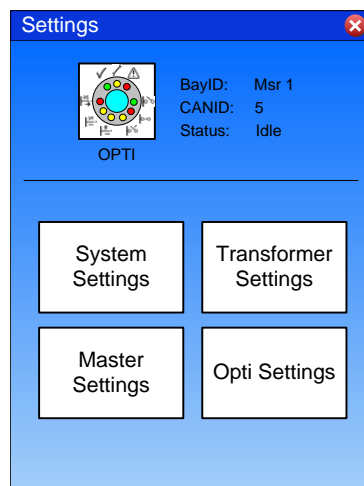 Settings
BayID: Msr 1
CANID: 5
Status: Idle
OPTI
System
Settings
Transformer
Settings
Master
Settings
Opti Settings